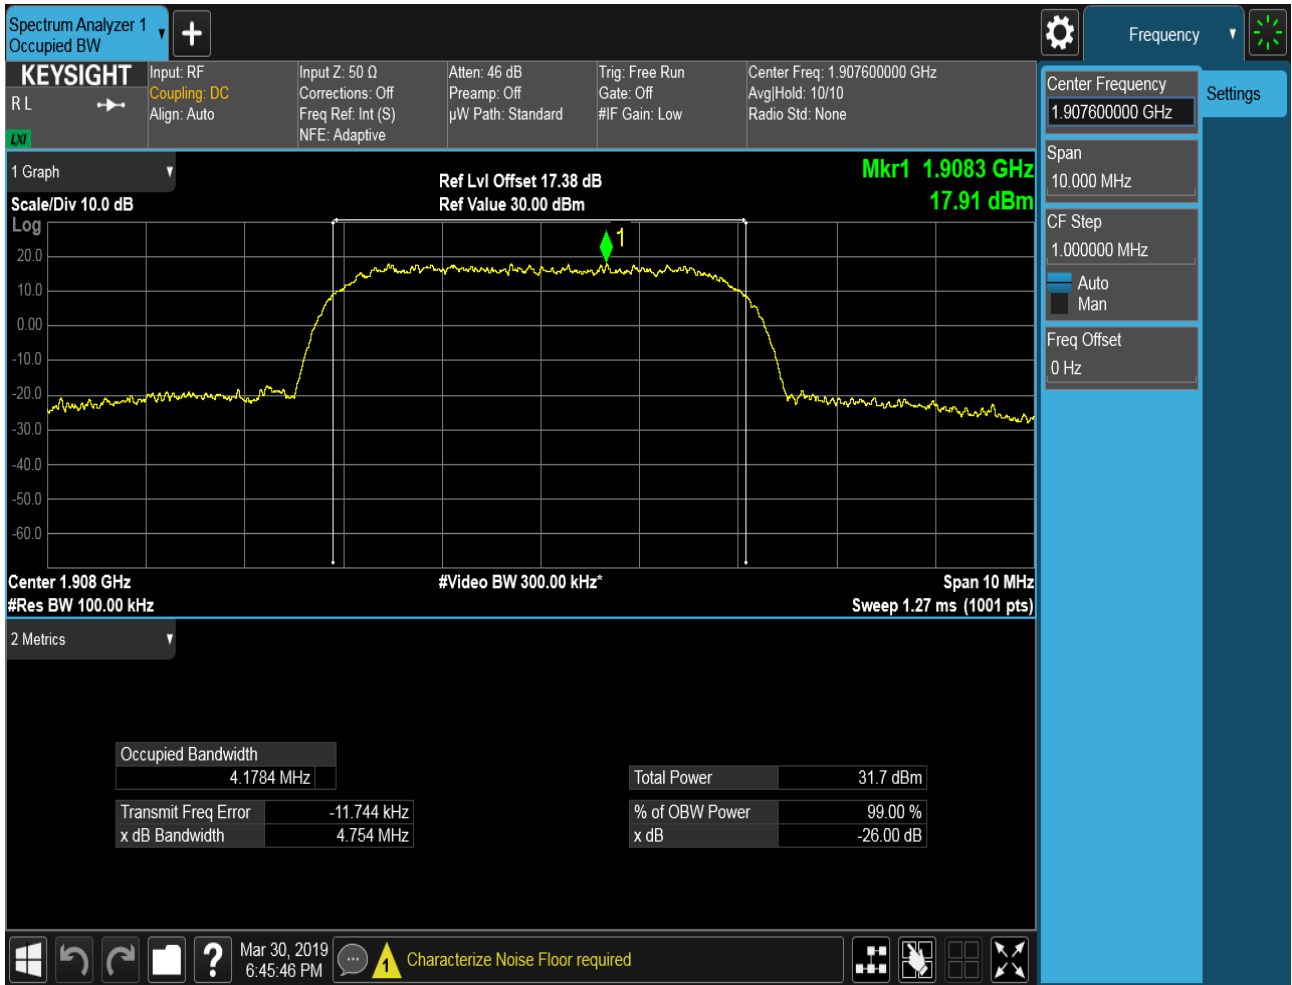 Spectrum Analyzer 1
Occupied BW
Frequency
KEYSIGHT
R L
LXI
Input: RF
Coupling: DC
Align: Auto
Input Z: 50 Ω
Corrections: Off
Freq Ref: Int (S)
NFE: Adaptive
Atten: 46 dB
Preamp: Off
µW Path: Standard
Trig: Free Run
Gate: Off
#IF Gain: Low
Center Freq: 1.907600000 GHz
Avg|Hold: 10/10
Radio Std: None
Center Frequency
1.907600000 GHz
Settings
Span
10.000 MHz
CF Step
1.000000 MHz
Auto
Man
Freq Offset
0 Hz
1 Graph
Scale/Div 10.0 dB
Log
Ref Lvl Offset 17.38 dB
Ref Value 30.00 dBm
Mkr1 1.9083 GHz
17.91 dBm
1
20.0
10.0
0.00
-10.0
-20.0
-30.0
-40.0
-50.0
-60.0
Center 1.908 GHz
#Res BW 100.00 kHz
#Video BW 300.00 kHz*
Span 10 MHz
Sweep 1.27 ms (1001 pts)
2 Metrics
Occupied Bandwidth
4.1784 MHz
Transmit Freq Error -11.744 kHz
x dB Bandwidth 4.754 MHz
Total Power 31.7 dBm
% of OBW Power 99.00 %
x dB -26.00 dB
?
Mar 30, 2019
6:45:46 PM
1
Characterize Noise Floor required